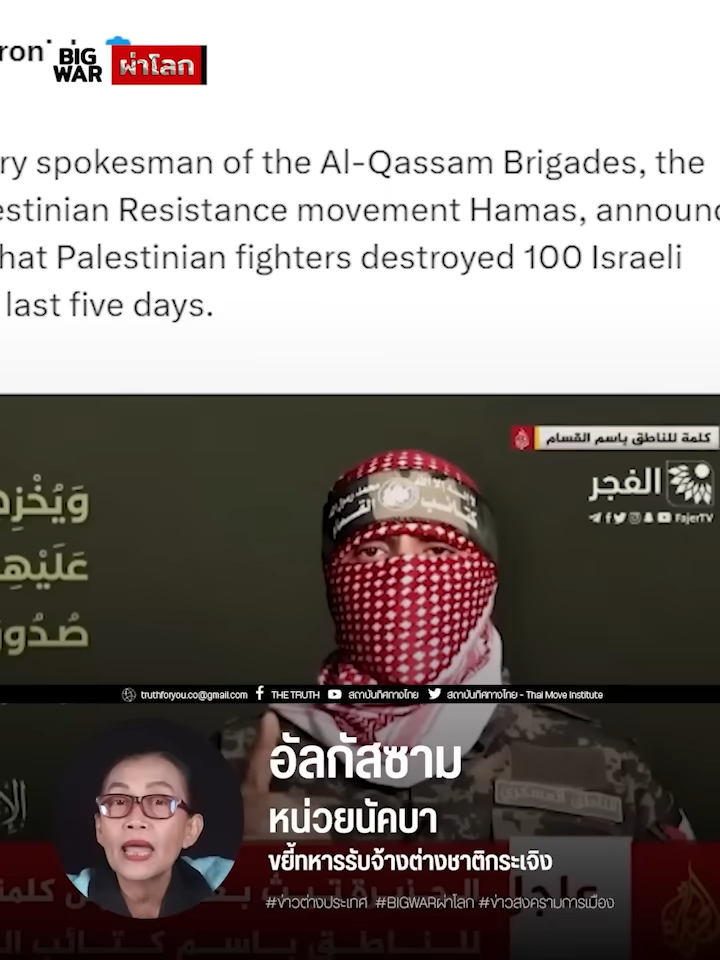 ron
BIG
WAR
ผ่าโลก
ry spokesman of the Al-Qassam Brigades, the
estinian Resistance movement Hamas, announc
hat Palestinian fighters destroyed 100 Israeli
last five days.
كلمة للناطق باسم القسام
الفجر
FajerTV
وَيُخْزِهِ
عَلَيْهِ
صُدُو
truthforyou.co@gmail.com THE TRUTH สถาบันทิศทางไทย สถาบันทิศทางไทย - Thai Move Institute
อัลกัสซาม
หน่วยนัคบา
ขยี้ทหารรับจ้างต่างชาติกระเจิง
#ข่าวต่างประเทศ #BIGWARผ่าโลก #ข่าวสงครามการเมือง
عاجل